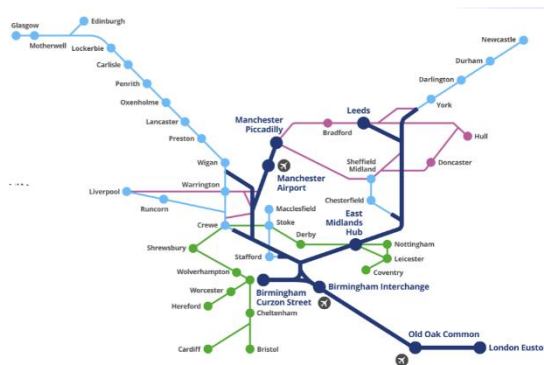 Glasgow
Edinburgh
Motherwell
Lockerbie
Carlisle
Penrith
Oxenholme
Lancaster
Preston
Wigan
Warrington
Liverpool
Runcorn
Crewe
Shrewsbury
Wolverhampton
Worcester
Hereford
Cheltenham
Cardiff
Bristol
Manchester
Piccadilly
Manchester
Airport
Macclesfield
Stoke
Stafford
Derby
Birmingham
Curzon Street
Birmingham Interchange
Newcastle
Durham
Darlington
York
Leeds
Bradford
Hull
Doncaster
Sheffield
Midland
Chesterfield
East
Midlands
Hub
Nottingham
Leicester
Coventry
Old Oak Common
London Eusto